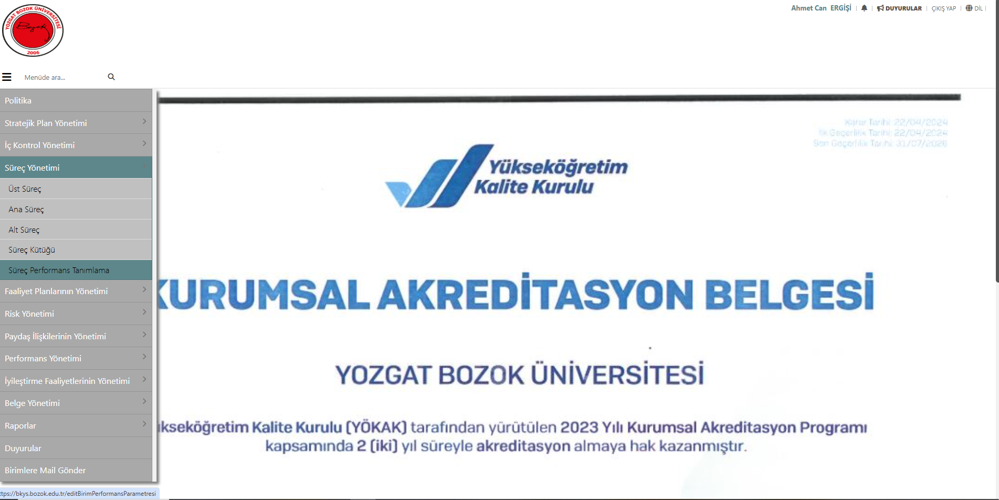 YOZGAT BOZOK ÜNİVERSİTESİ
Bozok
2006
Ahmet Can ERGİŞİ | | DUYURULAR | ÇIKIŞ YAP | DİL |
Menüde ara...
Politika
Stratejik Plan Yönetimi
İç Kontrol Yönetimi
Süreç Yönetimi
Üst Süreç
Ana Süreç
Alt Süreç
Süreç Kütüğü
Süreç Performans Tanımlama
Faaliyet Planlarının Yönetimi
Risk Yönetimi
Paydaş İlişkilerinin Yönetimi
Performans Yönetimi
İyileştirme Faaliyetlerinin Yönetimi
Belge Yönetimi
Raporlar
Duyurular
Birimlere Mail Gönder
ttps://bkys.bozok.edu.tr/editBirimPerformansParametresi
Karar Tarihi: 22/04/2024
İlk Geçerlilik Tarihi: 22/04/2024
Son Geçerlilik Tarihi: 31/07/2026
Yükseköğretim
Kalite Kurulu
KURUMSAL AKREDİTASYON BELGESİ
YOZGAT BOZOK ÜNİVERSİTESİ
ükseköğretim Kalite Kurulu (YÖKAK) tarafından yürütülen 2023 Yılı Kurumsal Akreditasyon Programı
kapsamında 2 (iki) yıl süreyle akreditasyon almaya hak kazanmıştır.